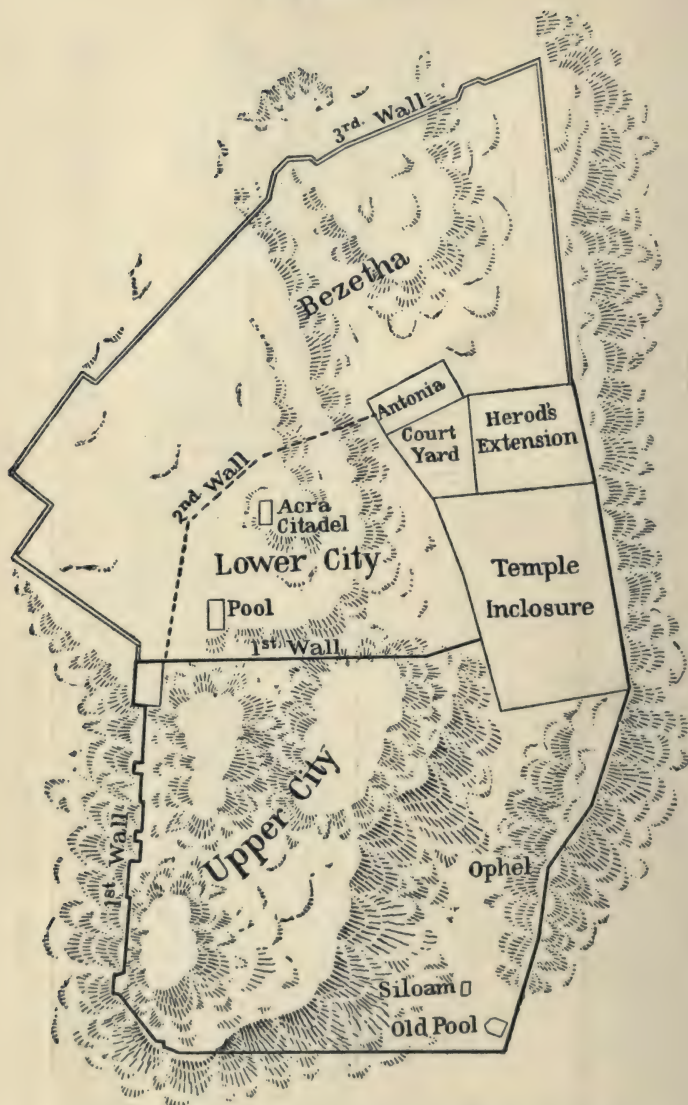 3rd. Wall
Bezetha
Antonia
Court
Yard
Herod's
Extension
2nd. Wall
Acra
Citadel
Lower City
Temple
Inclosure
Pool
1st. Wall
Upper City
1st Wall
Ophel
Siloam
Old Pool